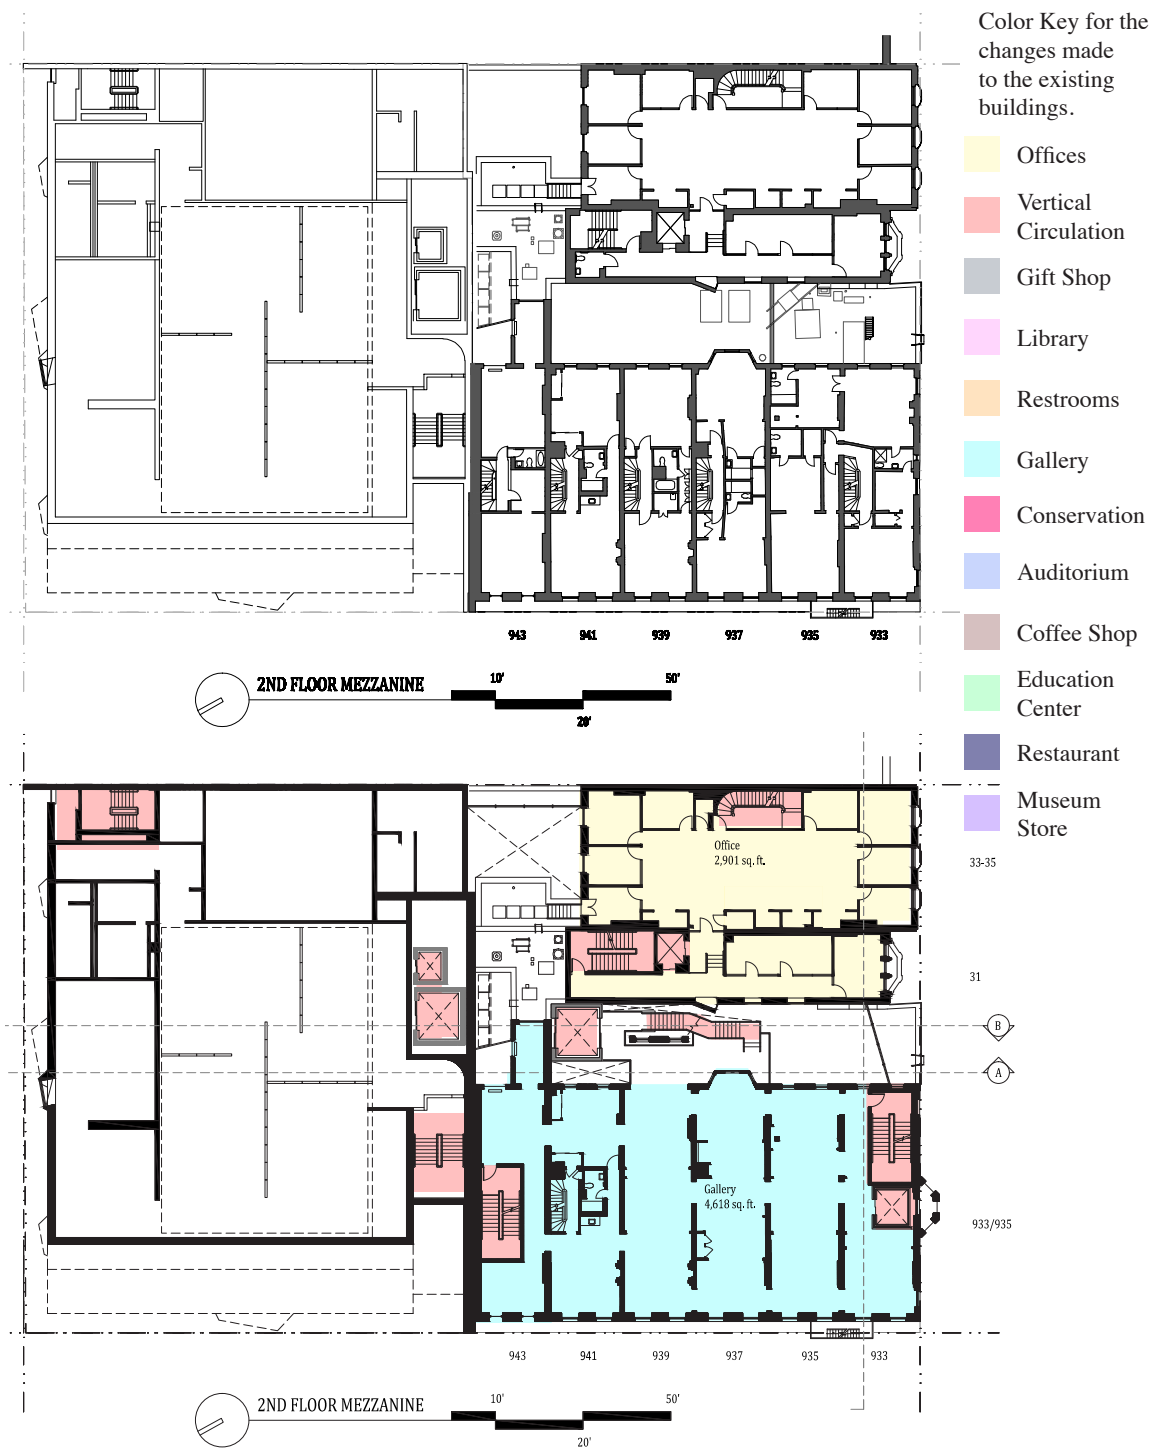 Color Key for the
changes made
to the existing
buildings.
Offices
Vertical
Circulation
Gift Shop
Library
Restrooms
Gallery
Conservation
Auditorium
Coffee Shop
Education
Center
Restaurant
Museum
Store
943
941
939
937
935
933
2ND FLOOR MEZZANINE
10'
50'
20'
Office
2,901 sq. ft.
33-35
31
B
A
Gallery
4,618 sq. ft.
933/935
943
941
939
937
935
933
2ND FLOOR MEZZANINE
10'
50'
20'